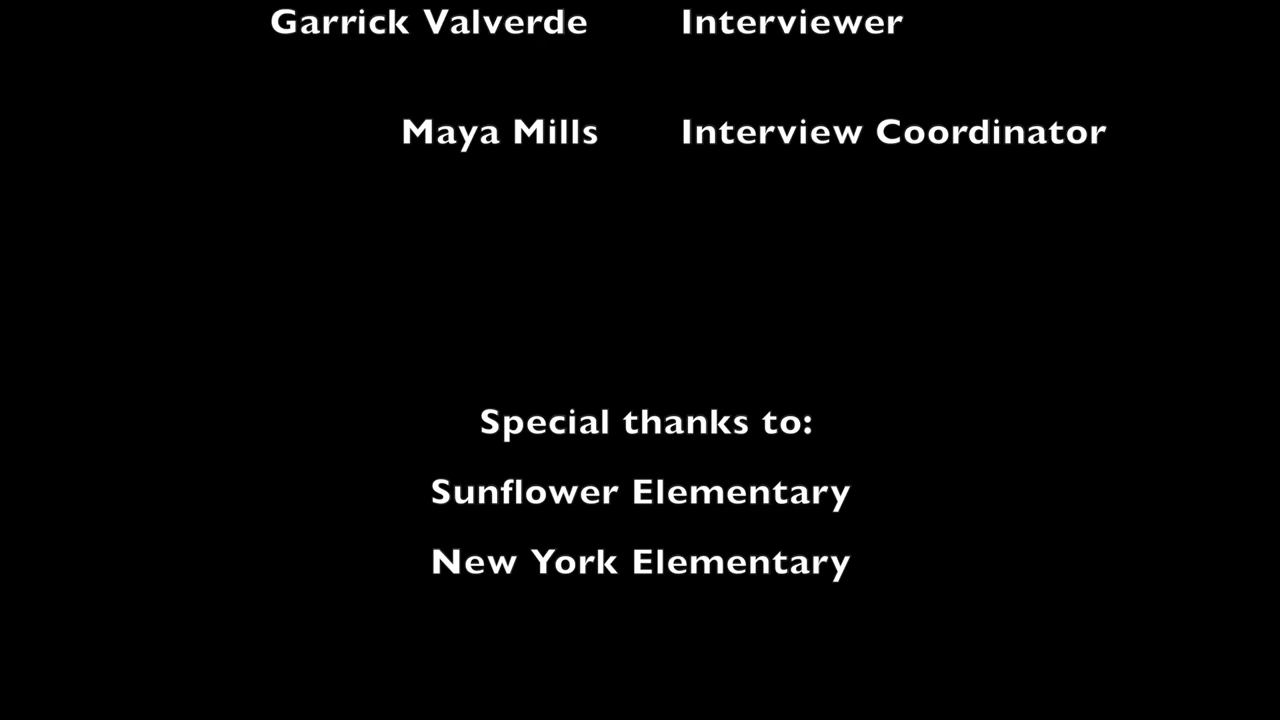 Garrick Valverde Interviewer
Maya Mills Interview Coordinator
Special thanks to:
Sunflower Elementary
New York Elementary